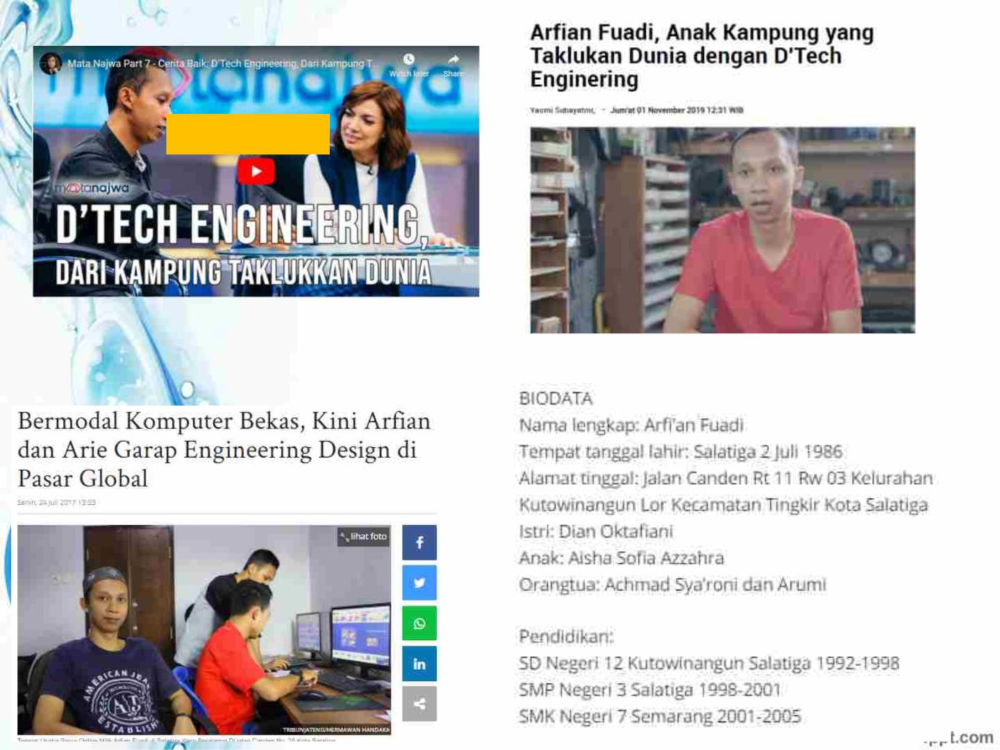 Mata Najwa Part 7 - Cerita Baik: D'Tech Engineering, Dari Kampung T...
Watch later
Share
matanajwa
matanajwa
D'TECH ENGINEERING,
DARI KAMPUNG TAKLUKKAN DUNIA
Arfian Fuadi, Anak Kampung yang
Taklukan Dunia dengan D'Tech
Enginering
Jum'at 01 November 2019 12:31 WIB
Bermodal Komputer Bekas, Kini Arfian
dan Arie Garap Engineering Design di
Pasar Global
Senin, 24 Juli 2017 13:33
lihat foto
AMERICAN
ESTABLISH
TRIBUNJATENG/HERMAWAN HANDAKA
BIODATA
Nama lengkap: Arfi'an Fuadi
Tempat tanggal lahir: Salatiga 2 Juli 1986
Alamat tinggal: Jalan Canden Rt 11 Rw 03 Kelurahan
Kutowinangun Lor Kecamatan Tingkir Kota Salatiga
Istri: Dian Oktafiani
Anak: Aisha Sofia Azzahra
Orangtua: Achmad Sya'roni dan Arumi
Pendidikan:
SD Negeri 12 Kutowinangun Salatiga 1992-1998
SMP Negeri 3 Salatiga 1998-2001
SMK Negeri 7 Semarang 2001-2005
ppt.com